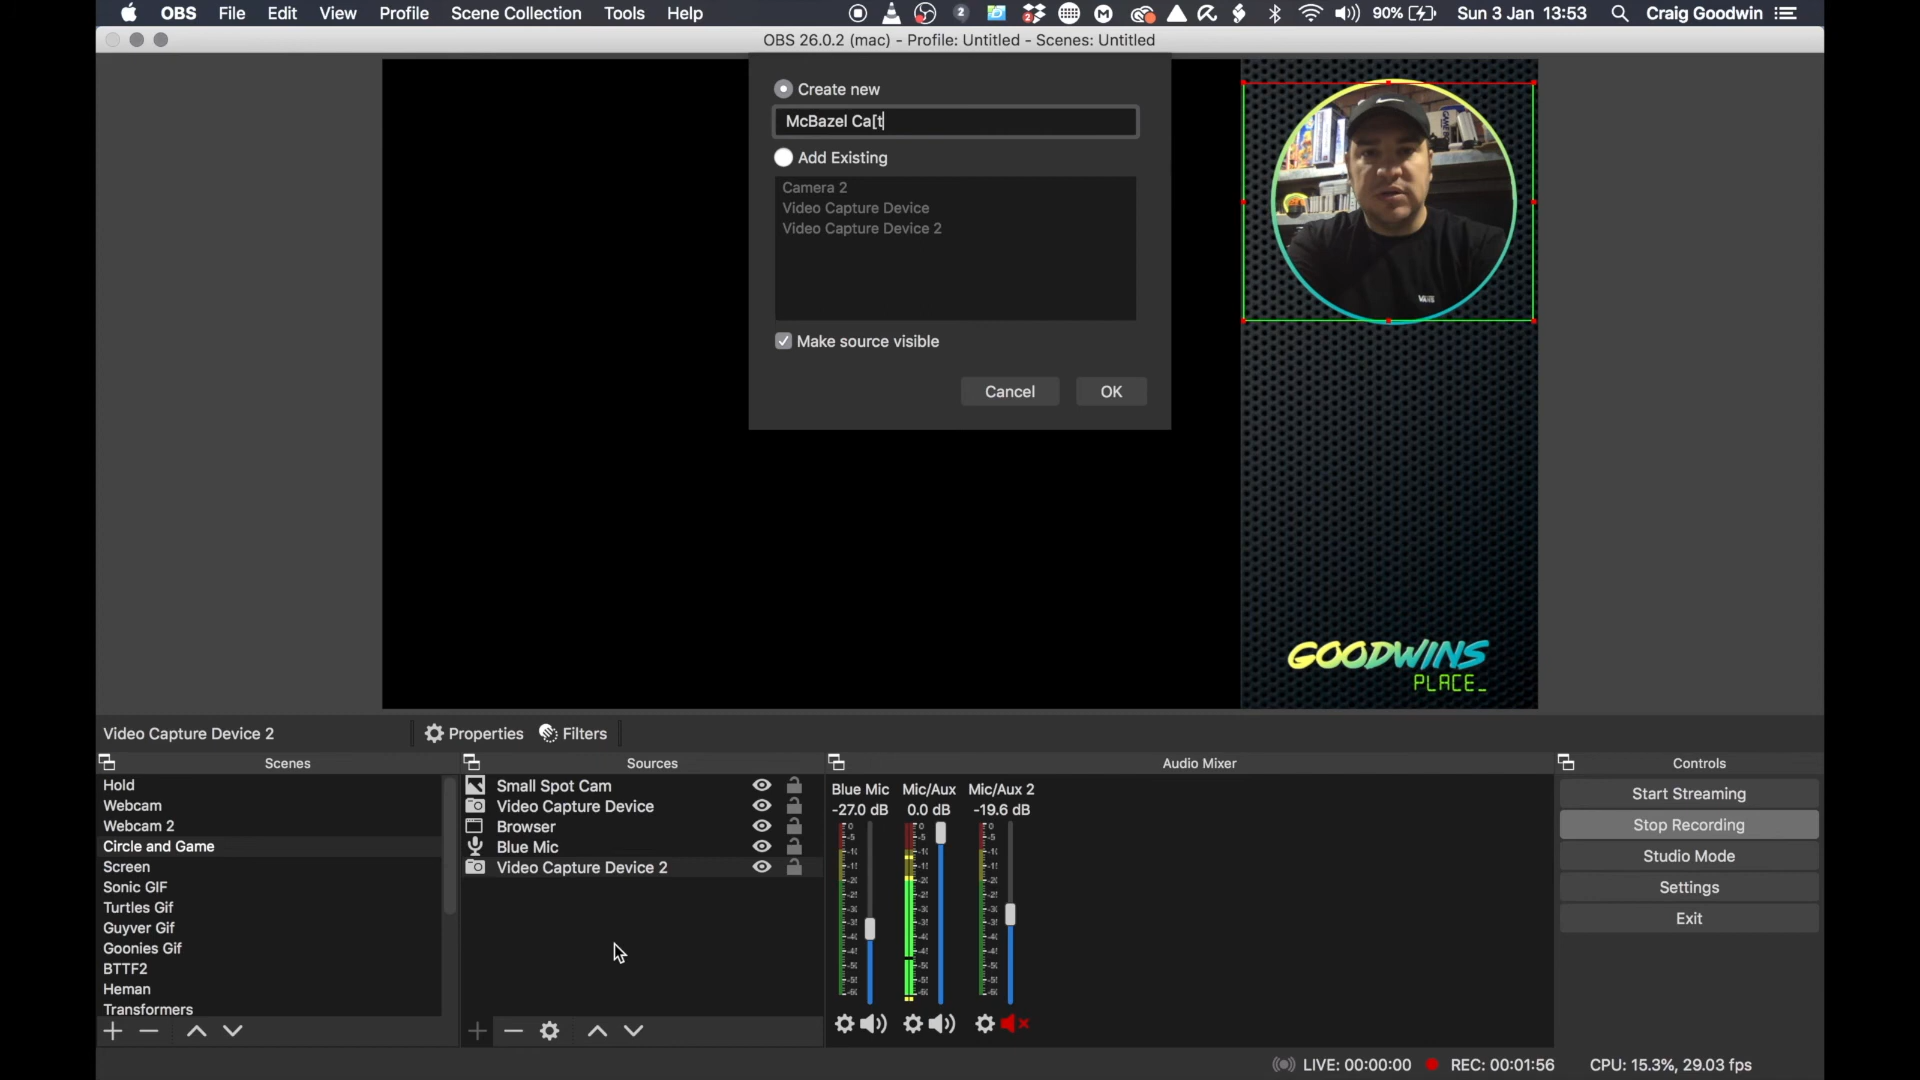 OBS File Edit View Profile Scene Collection Tools Help 2 2 90% Sun 3 Jan 13:53 Craig Goodwin
OBS 26.0.2 (mac) - Profile: Untitled - Scenes: Untitled
Create new
McBazel Ca[t
Add Existing
Camera 2
Video Capture Device
Video Capture Device 2
Make source visible
Cancel OK
VANS
GOODWINS
PLACE_
Video Capture Device 2 Properties Filters
Scenes
Hold
Webcam
Webcam 2
Circle and Game
Screen
Sonic GIF
Turtles Gif
Guyver Gif
Goonies Gif
BTTF2
Heman
Transformers
Sources
Small Spot Cam
Video Capture Device
Browser
Blue Mic
Video Capture Device 2
Audio Mixer
Blue Mic Mic/Aux Mic/Aux 2
-27.0 dB 0.0 dB -19.6 dB
Controls
Start Streaming
Stop Recording
Studio Mode
Settings
Exit
LIVE: 00:00:00 REC: 00:01:56 CPU: 15.3%, 29.03 fps